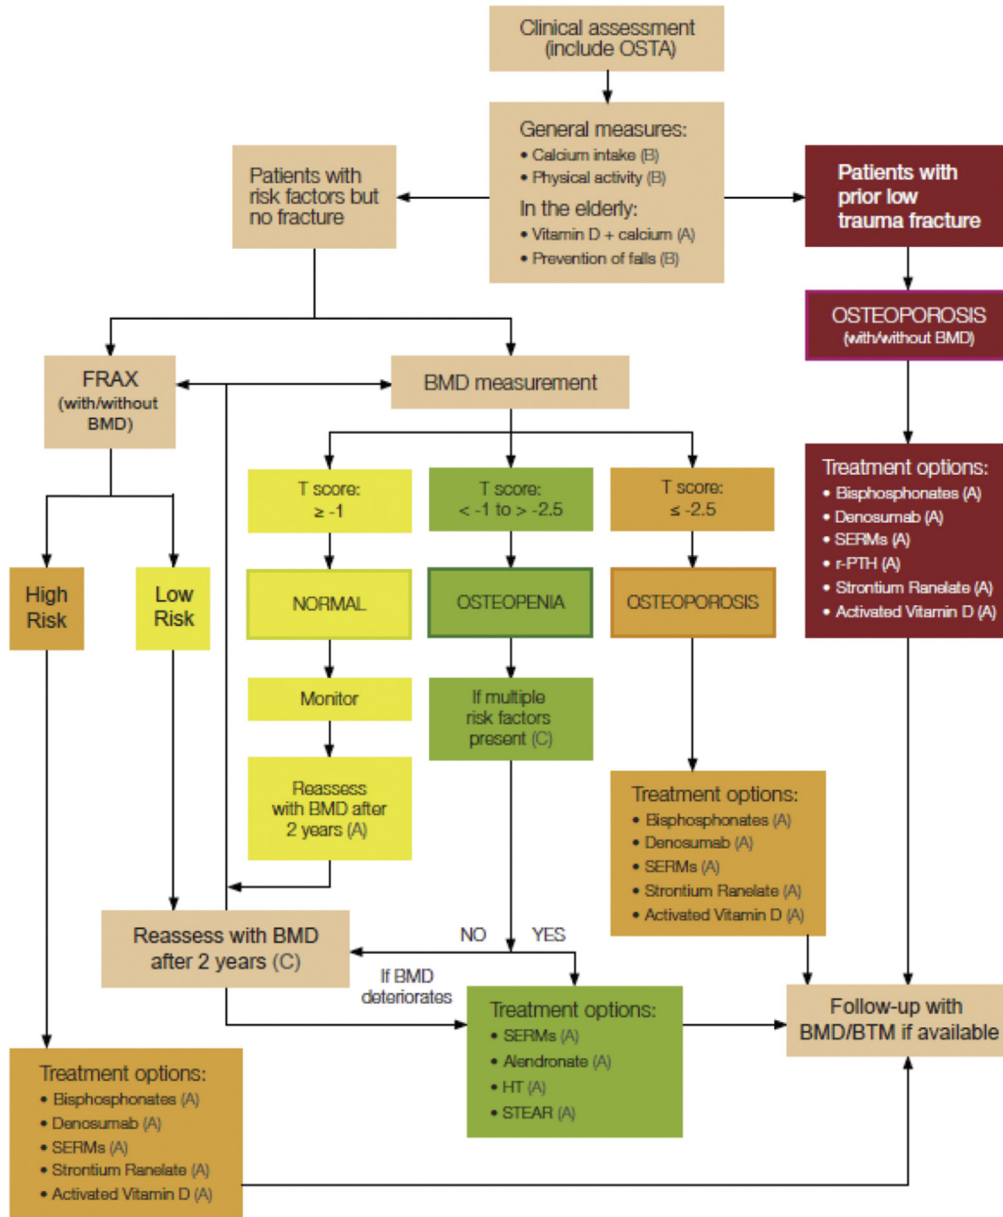 Clinical assessment
(include OSTA)
General measures:
• Calcium intake (B)
• Physical activity (B)
In the elderly:
• Vitamin D + calcium (A)
• Prevention of falls (B)
Patients with
risk factors but
no fracture
Patients with
prior low
trauma fracture
OSTEOPOROSIS
(with/without BMD)
FRAX
(with/without
BMD)
BMD measurement
T score:
≥ -1
T score:
< -1 to > -2.5
T score:
≤ -2.5
Treatment options:
• Bisphosphonates (A)
• Denosumab (A)
• SERMs (A)
• r-PTH (A)
• Strontium Ranelate (A)
• Activated Vitamin D (A)
High
Risk
Low
Risk
NORMAL
OSTEOPENIA
OSTEOPOROSIS
Monitor
If multiple
risk factors
present (C)
Reassess
with BMD after
2 years (A)
Treatment options:
• Bisphosphonates (A)
• Denosumab (A)
• SERMs (A)
• Strontium Ranelate (A)
• Activated Vitamin D (A)
Reassess with BMD
after 2 years (C)
NO
YES
If BMD
deteriorates
Treatment options:
• SERMs (A)
• Alendronate (A)
• HT (A)
• STEAR (A)
Follow-up with
BMD/BTM if available
Treatment options:
• Bisphosphonates (A)
• Denosumab (A)
• SERMs (A)
• Strontium Ranelate (A)
• Activated Vitamin D (A)